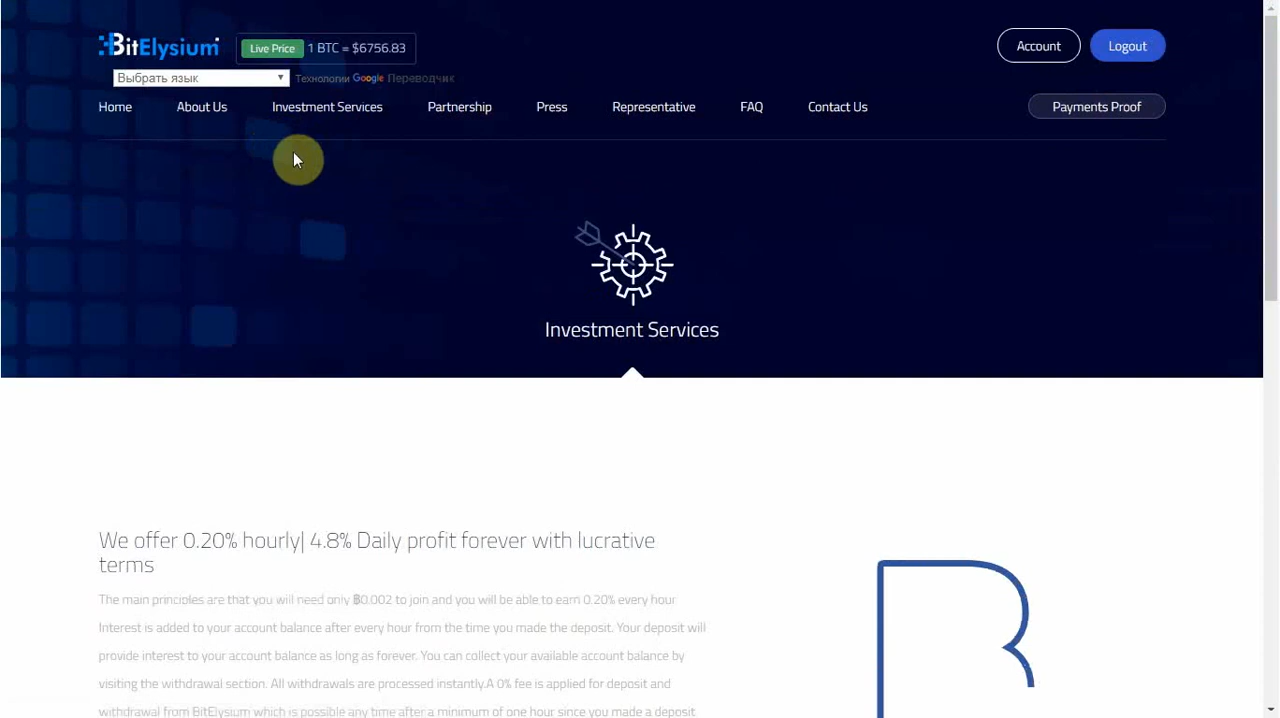 BitElysium
Live Price 1 BTC = $6756.83
Account
Logout
Выбрать язык
Технологии Google Переводчик
Home
About Us
Investment Services
Partnership
Press
Representative
FAQ
Contact Us
Payments Proof
Investment Services
We offer 0.20% hourly| 4.8% Daily profit forever with lucrative
terms
The main principles are that you will need only ฿0.002 to join and you will be able to earn 0.20% every hour
Interest is added to your account balance after every hour from the time you made the deposit. Your deposit will
provide interest to your account balance as long as forever. You can collect your available account balance by
visiting the withdrawal section. All withdrawals are processed instantly.A 0% fee is applied for deposit and
withdrawal from BitElysium which is possible any time after a minimum of one hour since you made a deposit